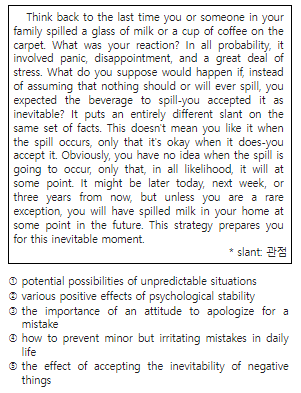 Think back to the last time you or someone in your
family spilled a glass of milk or a cup of coffee on the
carpet. What was your reaction? In all probability, it
involved panic, disappointment, and a great deal of
stress. What do you suppose would happen if, instead
of assuming that nothing should or will ever spill, you
expected the beverage to spill-you accepted it as
inevitable? It puts an entirely different slant on the
same set of facts. This doesn't mean you like it when
the spill occurs, only that it's okay when it does-you
accept it. Obviously, you have no idea when the spill is
going to occur, only that, in all likelihood, it will at
some point. It might be later today, next week, or
three years from now, but unless you are a rare
exception, you will have spilled milk in your home at
some point in the future. This strategy prepares you
for this inevitable moment.
* slant: 관점
① potential possibilities of unpredictable situations
② various positive effects of psychological stability
③ the importance of an attitude to apologize for a
mistake
④ how to prevent minor but irritating mistakes in daily
life
⑤ the effect of accepting the inevitability of negative
things